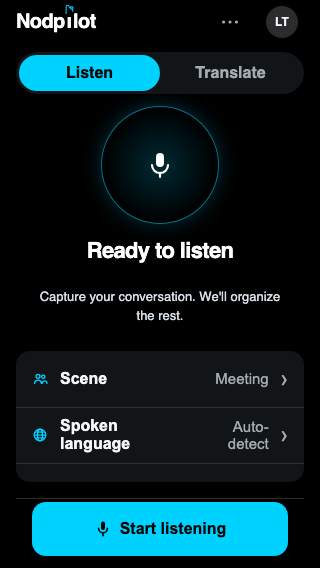 Nodpilot
LT
Listen
Translate
Ready to listen
Capture your conversation. We'll organize
the rest.
Scene
Meeting
Spoken
language
Auto-
detect
Start listening